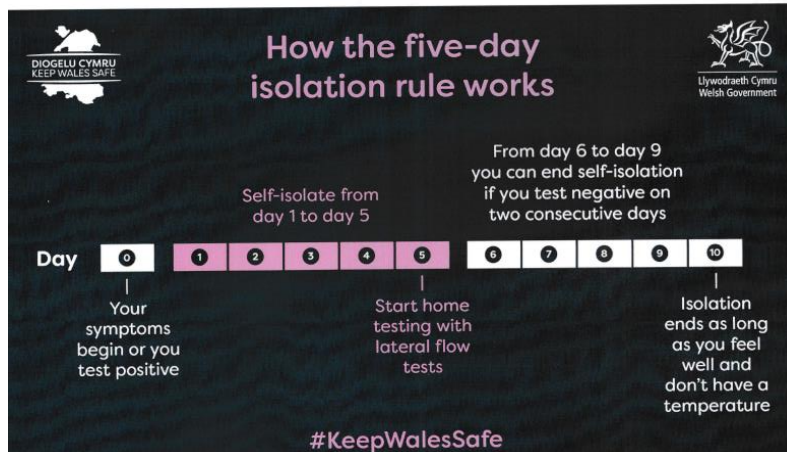 DIOGELU CYMRU
KEEP WALES SAFE
How the five-day
isolation rule works
Llywodraeth Cymru
Welsh Government
Self-isolate from
day 1 to day 5
From day 6 to day 9
you can end self-isolation
if you test negative on
two consecutive days
Day 0 1 2 3 4 5 6 7 8 9 10
Your
symptoms
begin or you
test positive
Start home
testing with
lateral flow
tests
Isolation
ends as long
as you feel
well and
don't have a
temperature
#KeepWalesSafe